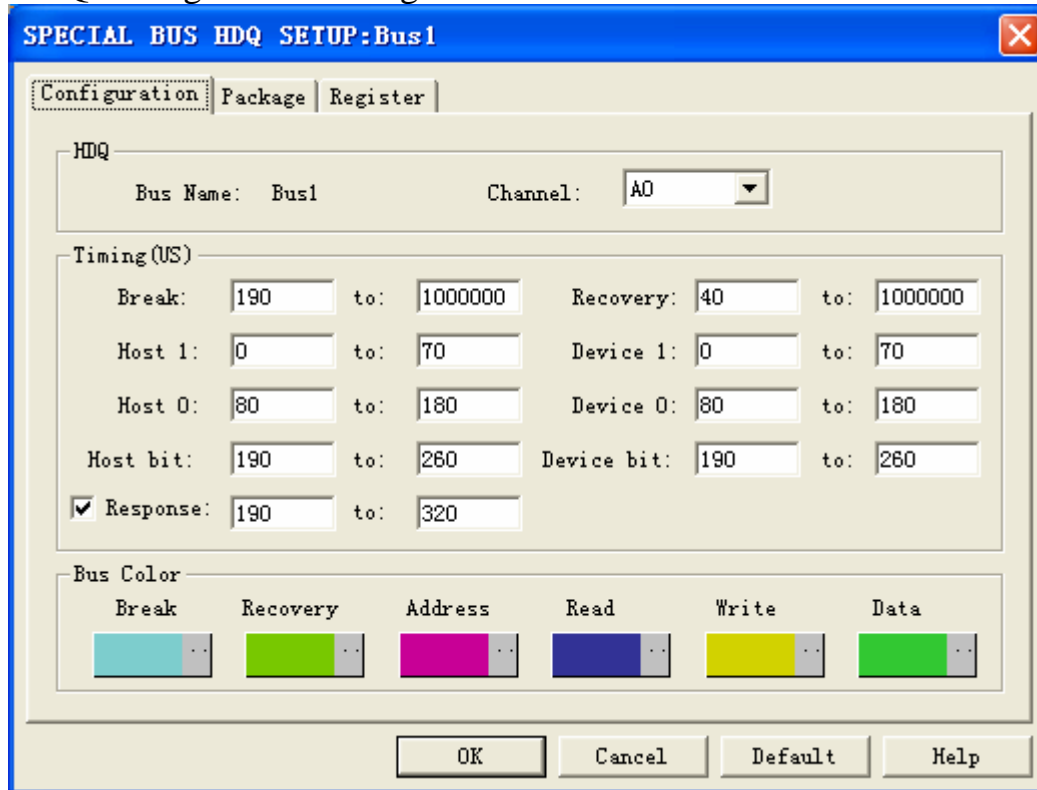 SPECIAL BUS HDQ SETUP:Bus1
Configuration Package Register
HDQ
Bus Name: Bus1 Channel: A0
Timing(US)
Break: 190 to: 1000000 Recovery: 40 to: 1000000
Host 1: 0 to: 70 Device 1: 0 to: 70
Host 0: 80 to: 180 Device 0: 80 to: 180
Host bit: 190 to: 260 Device bit: 190 to: 260
Response: 190 to: 320
Bus Color
Break Recovery Address Read Write Data
.. .. .. .. .. ..
OK Cancel Default Help